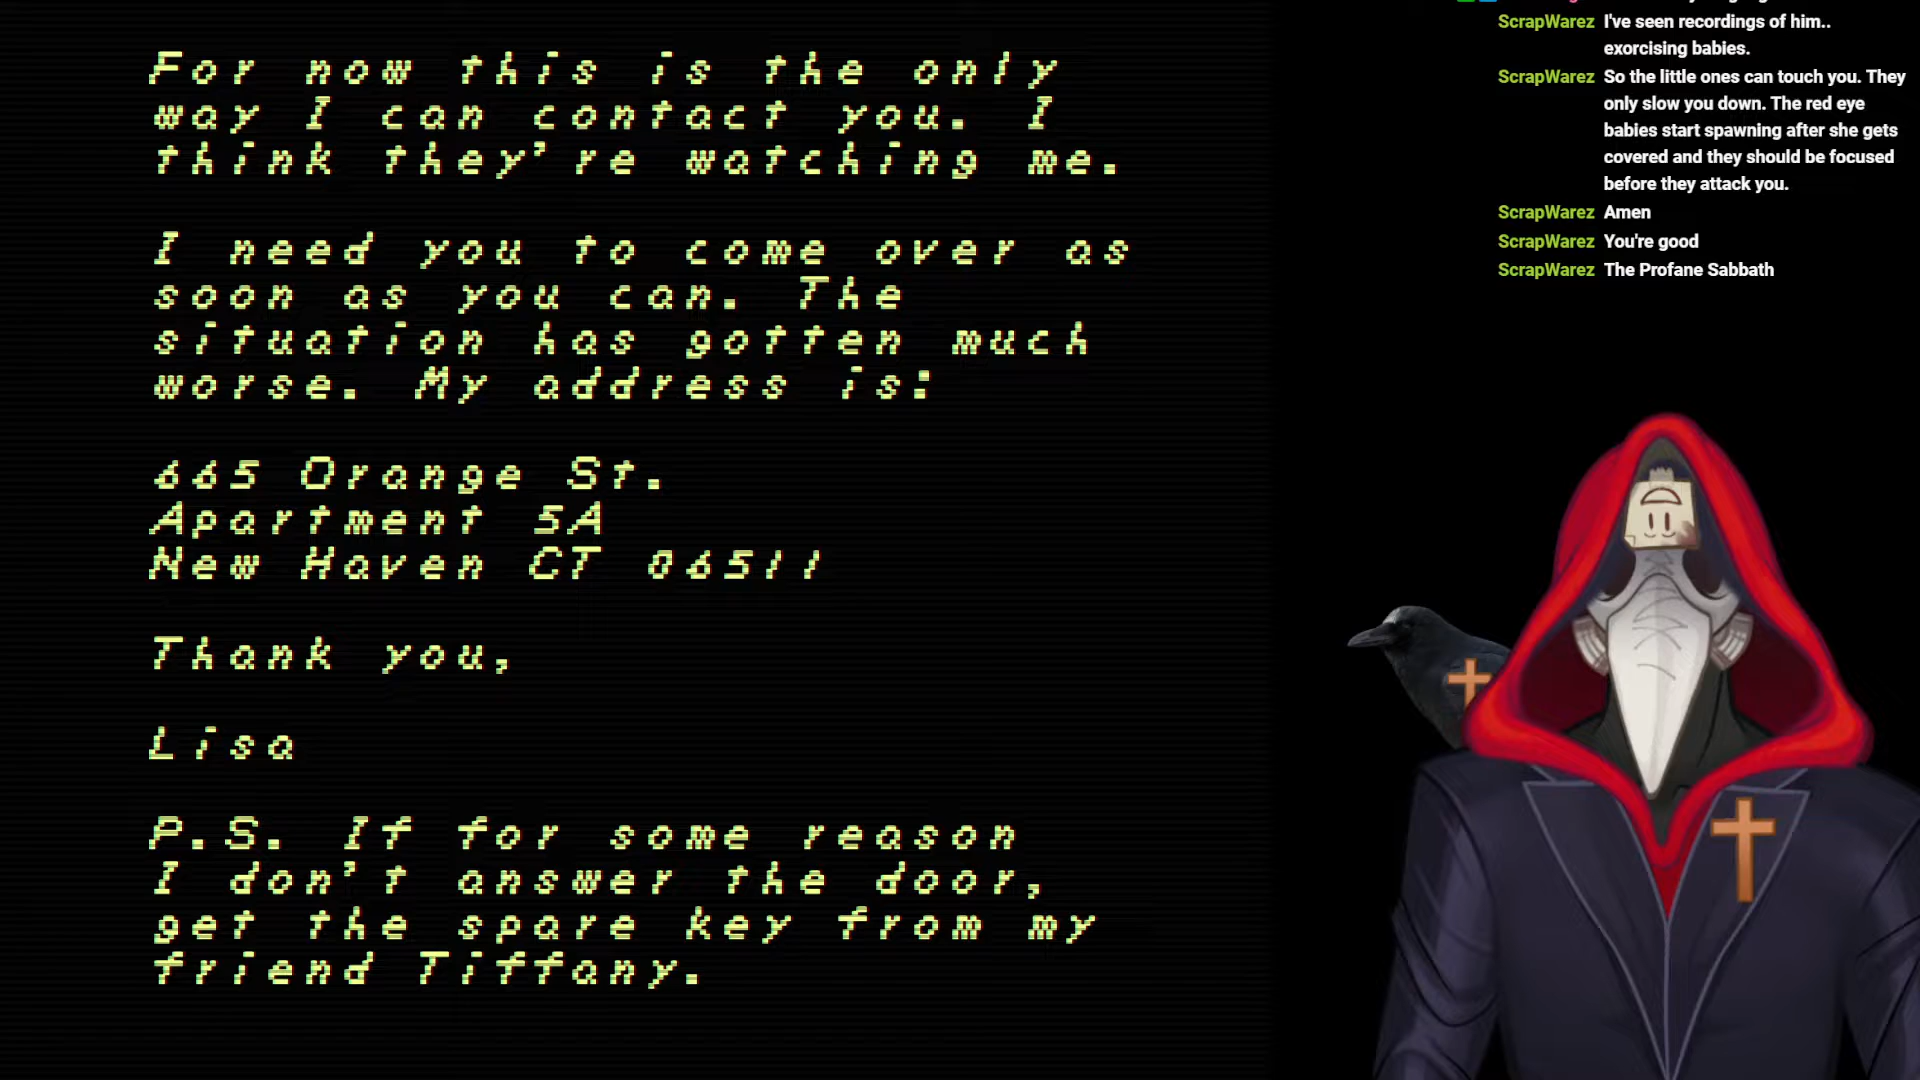 For now this is the only
way I can contact you. I
think they're watching me.
I need you to come over as
soon as you can. The
situation has gotten much
worse. My address is:
665 Orange St.
Apartment 5A
New Haven CT 06511
Thank you,
Lisa
P.S. If for some reason
I don't answer the door,
get the spare key from my
friend Tiffany.
ScrapWarez I've seen recordings of him..
exorcising babies.
ScrapWarez So the little ones can touch you. They
only slow you down. The red eye
babies start spawning after she gets
covered and they should be focused
before they attack you.
ScrapWarez Amen
ScrapWarez You're good
ScrapWarez The Profane Sabbath